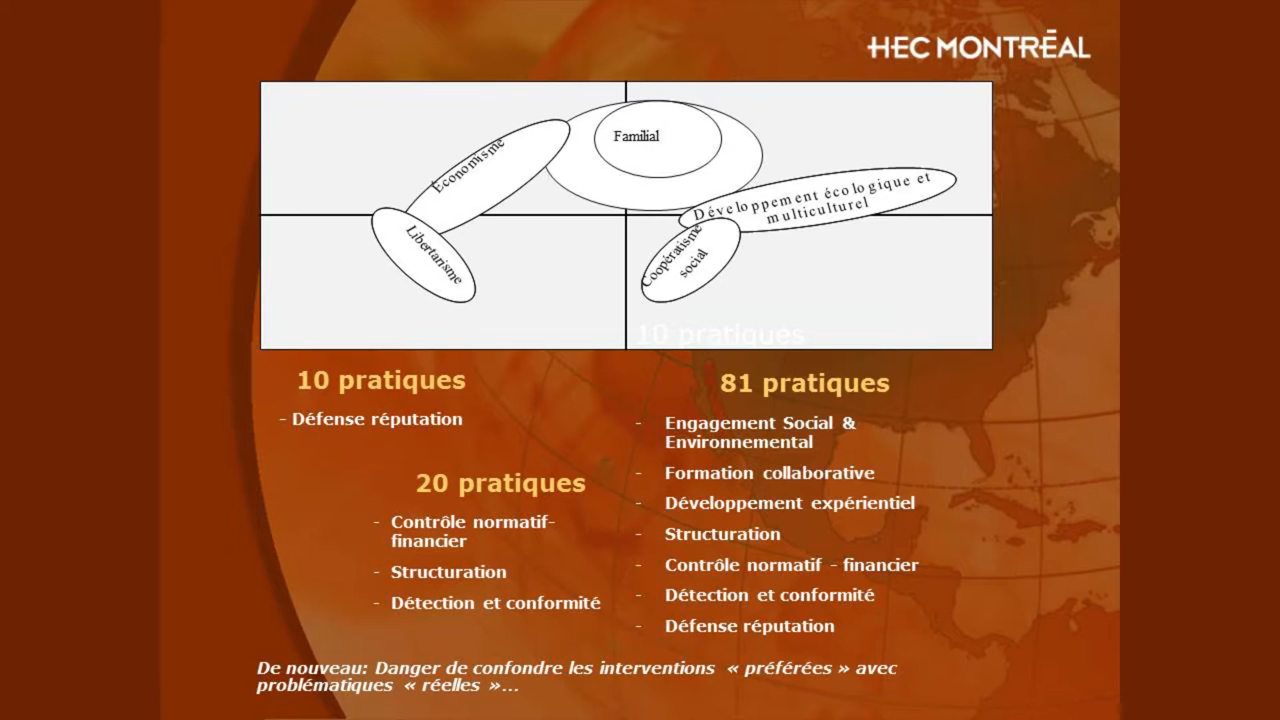 HEC MONTRĒAL
Familial
Économisme
Développement écologique et
multiculturel
Libertarisme
Coopératisme
social
10 pratiques
10 pratiques
- Défense réputation
20 pratiques
- Contrôle normatif-
financier
- Structuration
- Détection et conformité
81 pratiques
- Engagement Social &
Environnemental
- Formation collaborative
- Développement expérientiel
- Structuration
- Contrôle normatif - financier
- Détection et conformité
- Défense réputation
De nouveau: Danger de confondre les interventions « préférées » avec
problématiques « réelles »...